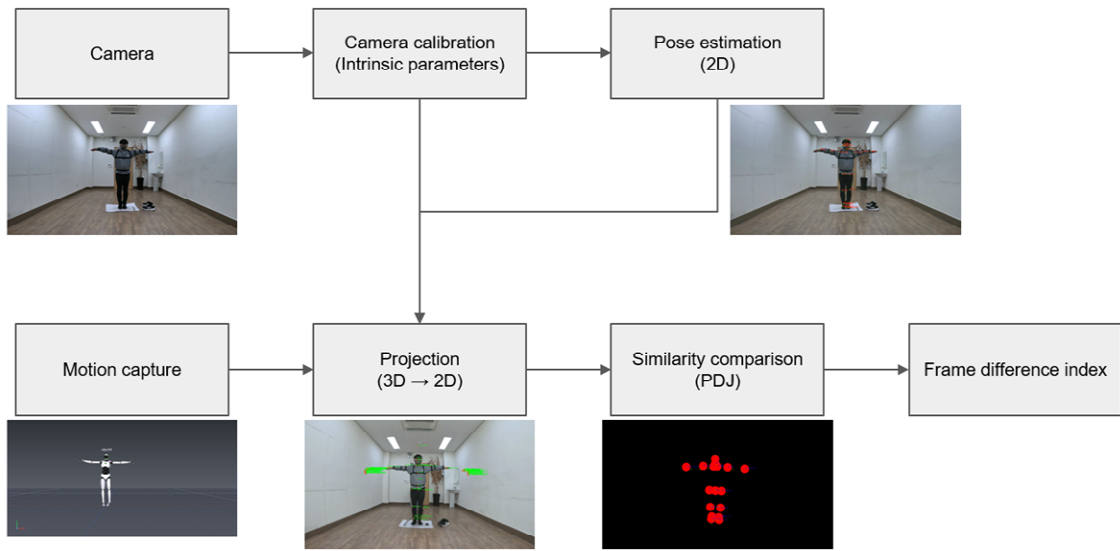 Camera
Camera calibration
(Intrinsic parameters)
Pose estimation
(2D)
Motion capture
Projection
(3D → 2D)
Similarity comparison
(PDJ)
Frame difference index